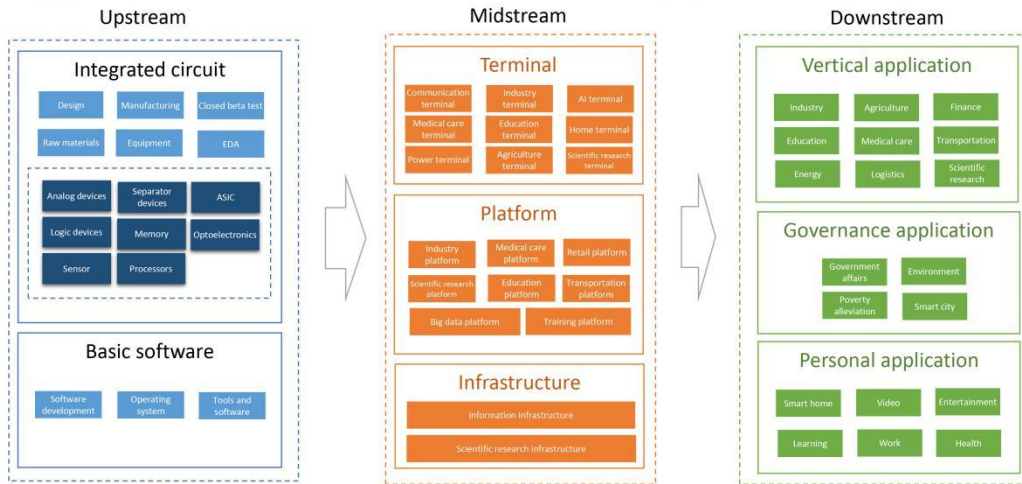 Upstream
Integrated circuit
Design
Manufacturing
Closed beta test
Raw materials
Equipment
EDA
Analog devices
Separator
devices
ASIC
Logic devices
Memory
Optoelectronics
Sensor
Processors
Basic software
Software
development
Operating
system
Tools and
software
Midstream
Terminal
Communication
terminal
Industry
terminal
AI terminal
Medical care
terminal
Education
terminal
Home terminal
Power terminal
Agriculture
terminal
Scientific research
terminal
Platform
Industry
platform
Medical care
platform
Retail platform
Scientific research
platform
Education
platform
Transportation
platform
Big data platform
Training platform
Infrastructure
Information infrastructure
Scientific research infrastructure
Downstream
Vertical application
Industry
Agriculture
Finance
Education
Medical care
Transportation
Energy
Logistics
Scientific
research
Governance application
Government
affairs
Environment
Poverty
alleviation
Smart city
Personal application
Smart home
Video
Entertainment
Learning
Work
Health